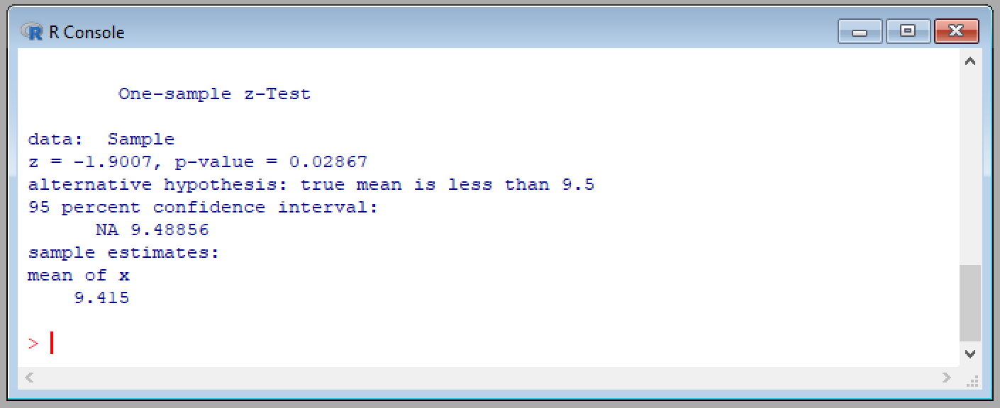 R Console
One-sample z-Test
data:  Sample
z = -1.9007, p-value = 0.02867
alternative hypothesis: true mean is less than 9.5
95 percent confidence interval:
NA 9.48856
sample estimates:
mean of x
9.415
>